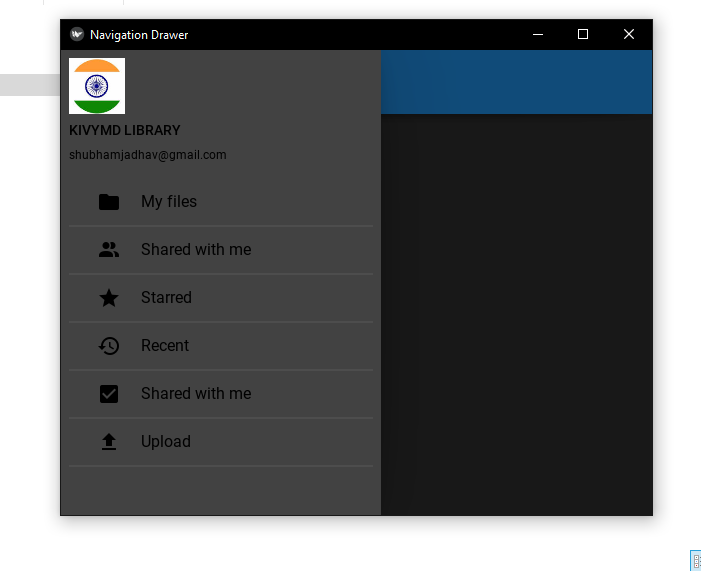 Navigation Drawer
KIVYMD LIBRARY
shubhamjadhav@gmail.com
My files
Shared with me
Starred
Recent
Shared with me
Upload